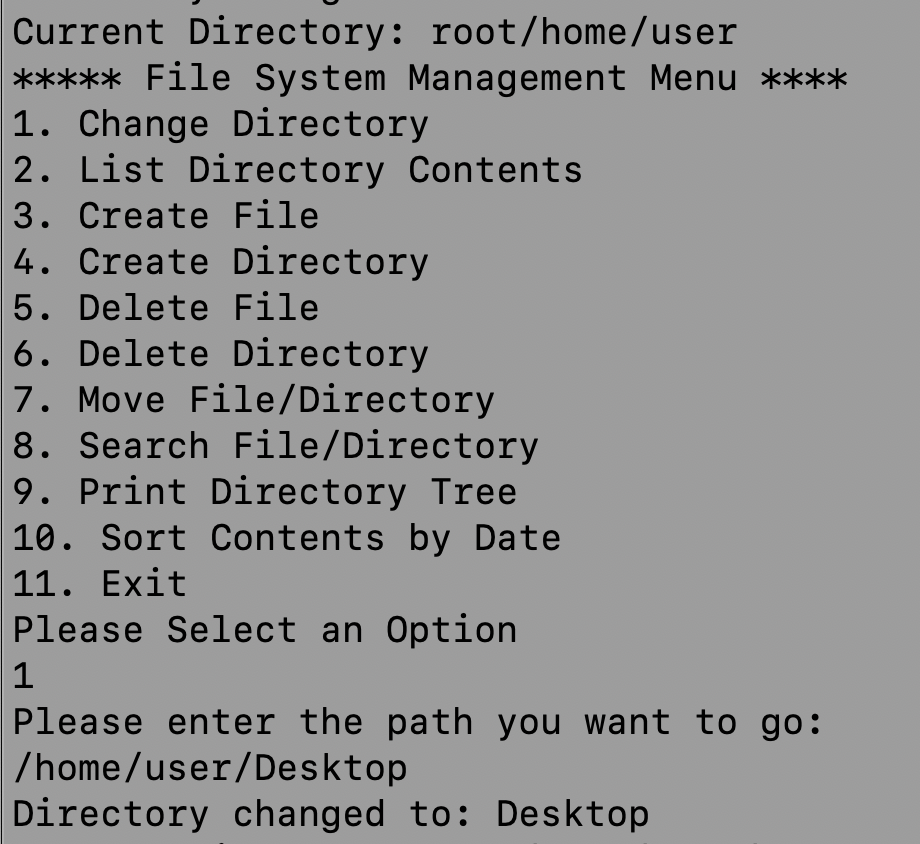 Current Directory: root/home/user
***** File System Management Menu ****
1. Change Directory
2. List Directory Contents
3. Create File
4. Create Directory
5. Delete File
6. Delete Directory
7. Move File/Directory
8. Search File/Directory
9. Print Directory Tree
10. Sort Contents by Date
11. Exit
Please Select an Option
1
Please enter the path you want to go:
/home/user/Desktop
Directory changed to: Desktop